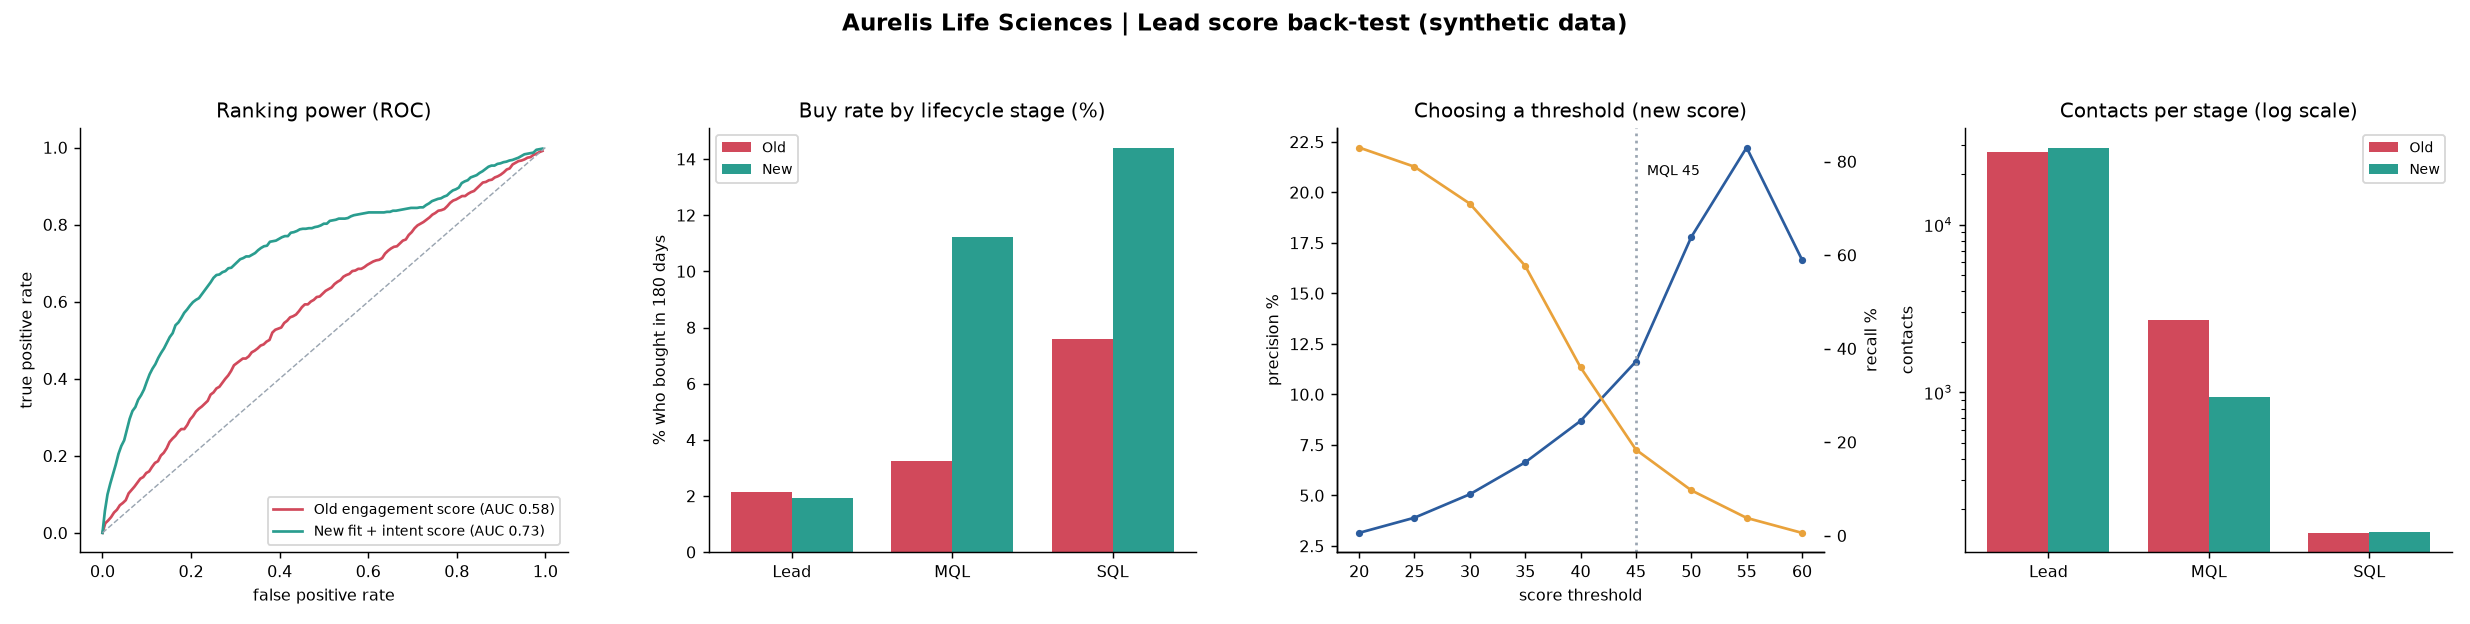 Aurelis Life Sciences | Lead score back-test (synthetic data)
Ranking power (ROC)
true positive rate
1.0
0.8
0.6
0.4
0.2
0.0
Old engagement score (AUC 0.58)
New fit + intent score (AUC 0.73)
0.0 0.2 0.4 0.6 0.8 1.0
false positive rate
Buy rate by lifecycle stage (%)
% who bought in 180 days
14
12
10
8
6
4
2
0
Old
New
Lead MQL SQL
Choosing a threshold (new score)
precision %
22.5
20.0
17.5
15.0
12.5
10.0
7.5
5.0
2.5
MQL 45
80
60
40
20
0
recall %
20 25 30 35 40 45 50 55 60
score threshold
Contacts per stage (log scale)
contacts
10⁴
10³
Old
New
Lead MQL SQL